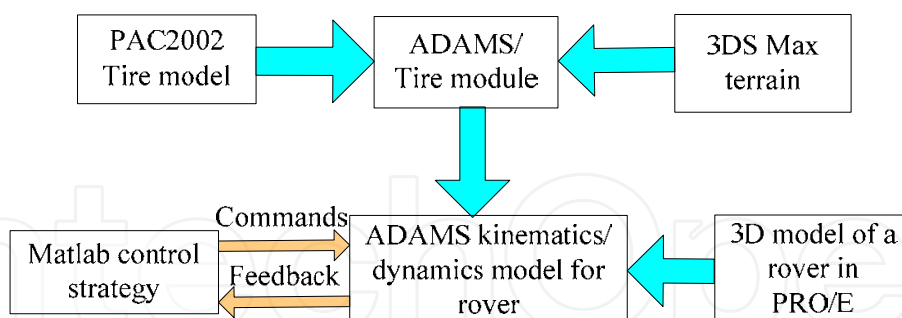 PAC2002
Tire model
ADAMS/
Tire module
3DS Max
terrain
Commands
Feedback
Matlab control
strategy
ADAMS kinematics/
dynamics model for
rover
3D model of a
rover in
PRO/E